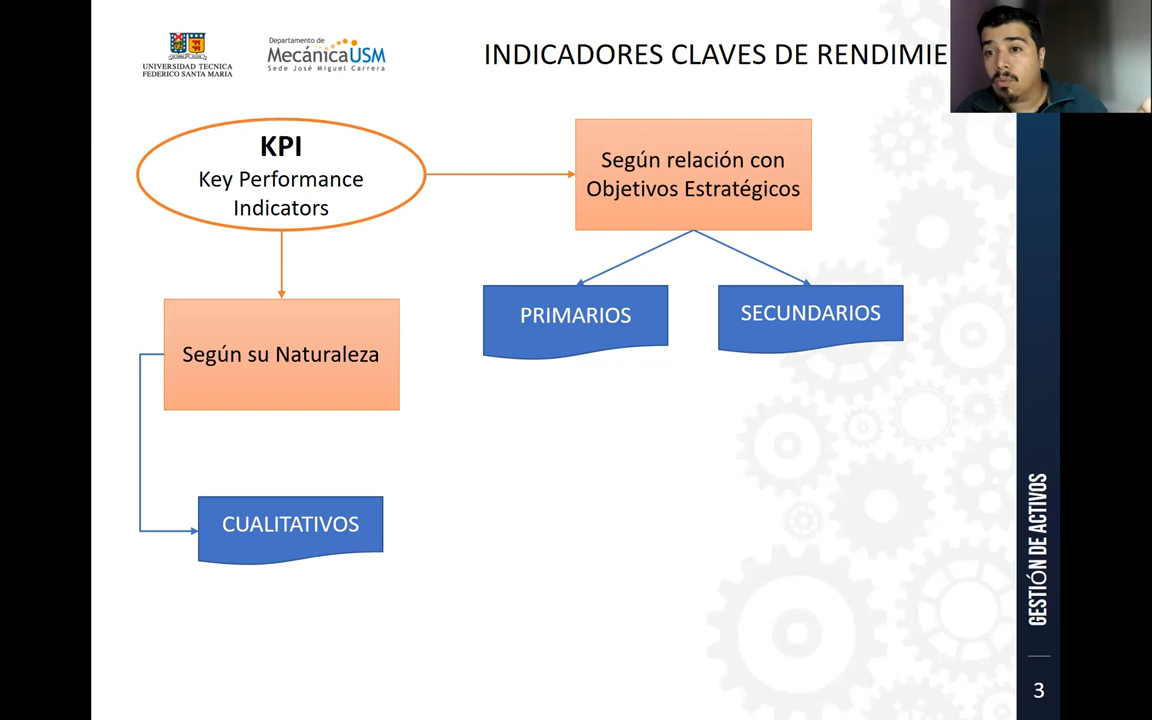 UNIVERSIDAD TECNICA
FEDERICO SANTA MARIA
Departamento de
MecánicaUSM
Sede José Miguel Carrera
INDICADORES CLAVES DE RENDIMIE
KPI
Key Performance
Indicators
Según relación con
Objetivos Estratégicos
PRIMARIOS
SECUNDARIOS
Según su Naturaleza
CUALITATIVOS
GESTIÓN DE ACTIVOS
3